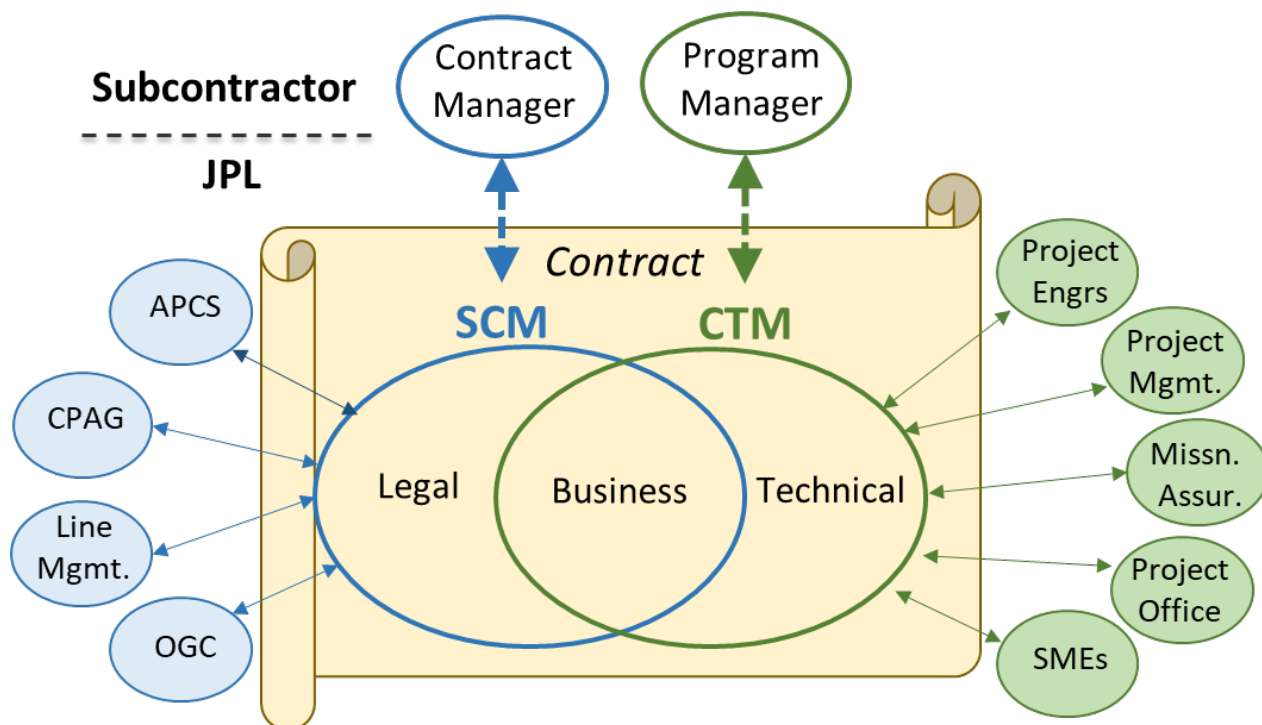 Contract
Manager
Program
Manager
Subcontractor
JPL
Contract
SCM
CTM
APCS
CPAG
Line
Mgmt.
OGC
Legal
Business
Technical
Project
Engrs
Project
Mgmt.
Missn.
Assur.
Project
Office
SMEs